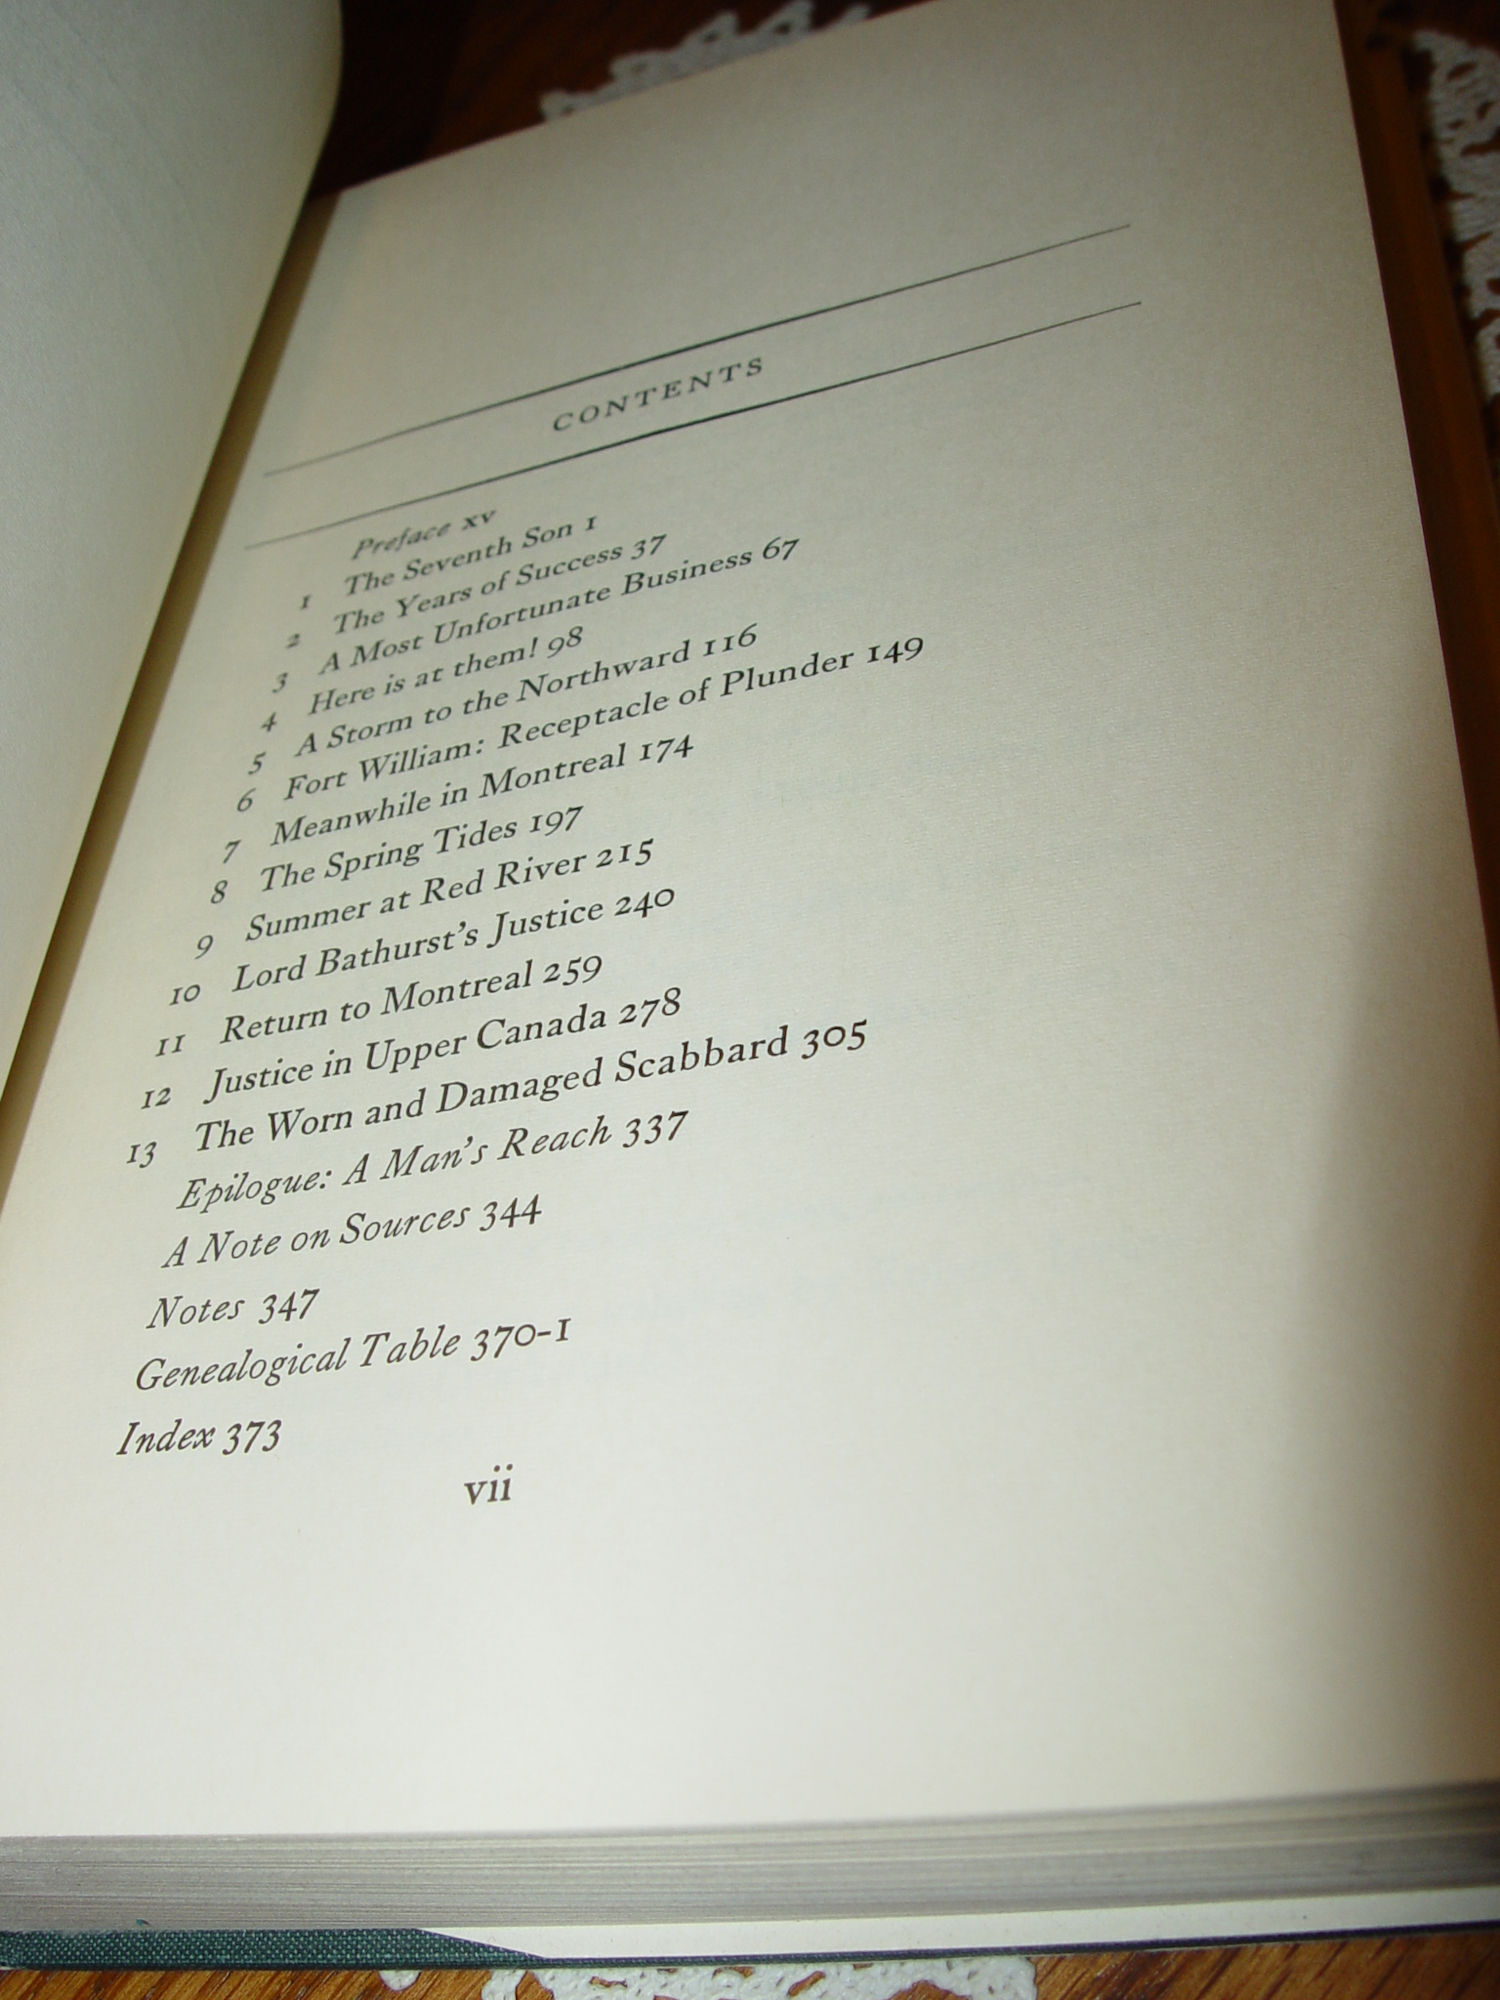 CONTENTS
Preface xv
1 The Seventh Son 1
2 The Years of Success 37
3 A Most Unfortunate Business 67
4 Here is at them! 98
5 A Storm to the Northward 116
6 Fort William: Receptacle of Plunder 149
7 Meanwhile in Montreal 174
8 The Spring Tides 197
9 Summer at Red River 215
10 Lord Bathurst's Justice 240
11 Return to Montreal 259
12 Justice in Upper Canada 278
13 The Worn and Damaged Scabbard 305
Epilogue: A Man's Reach 337
A Note on Sources 344
Notes 347
Genealogical Table 370-1
Index 373
vii